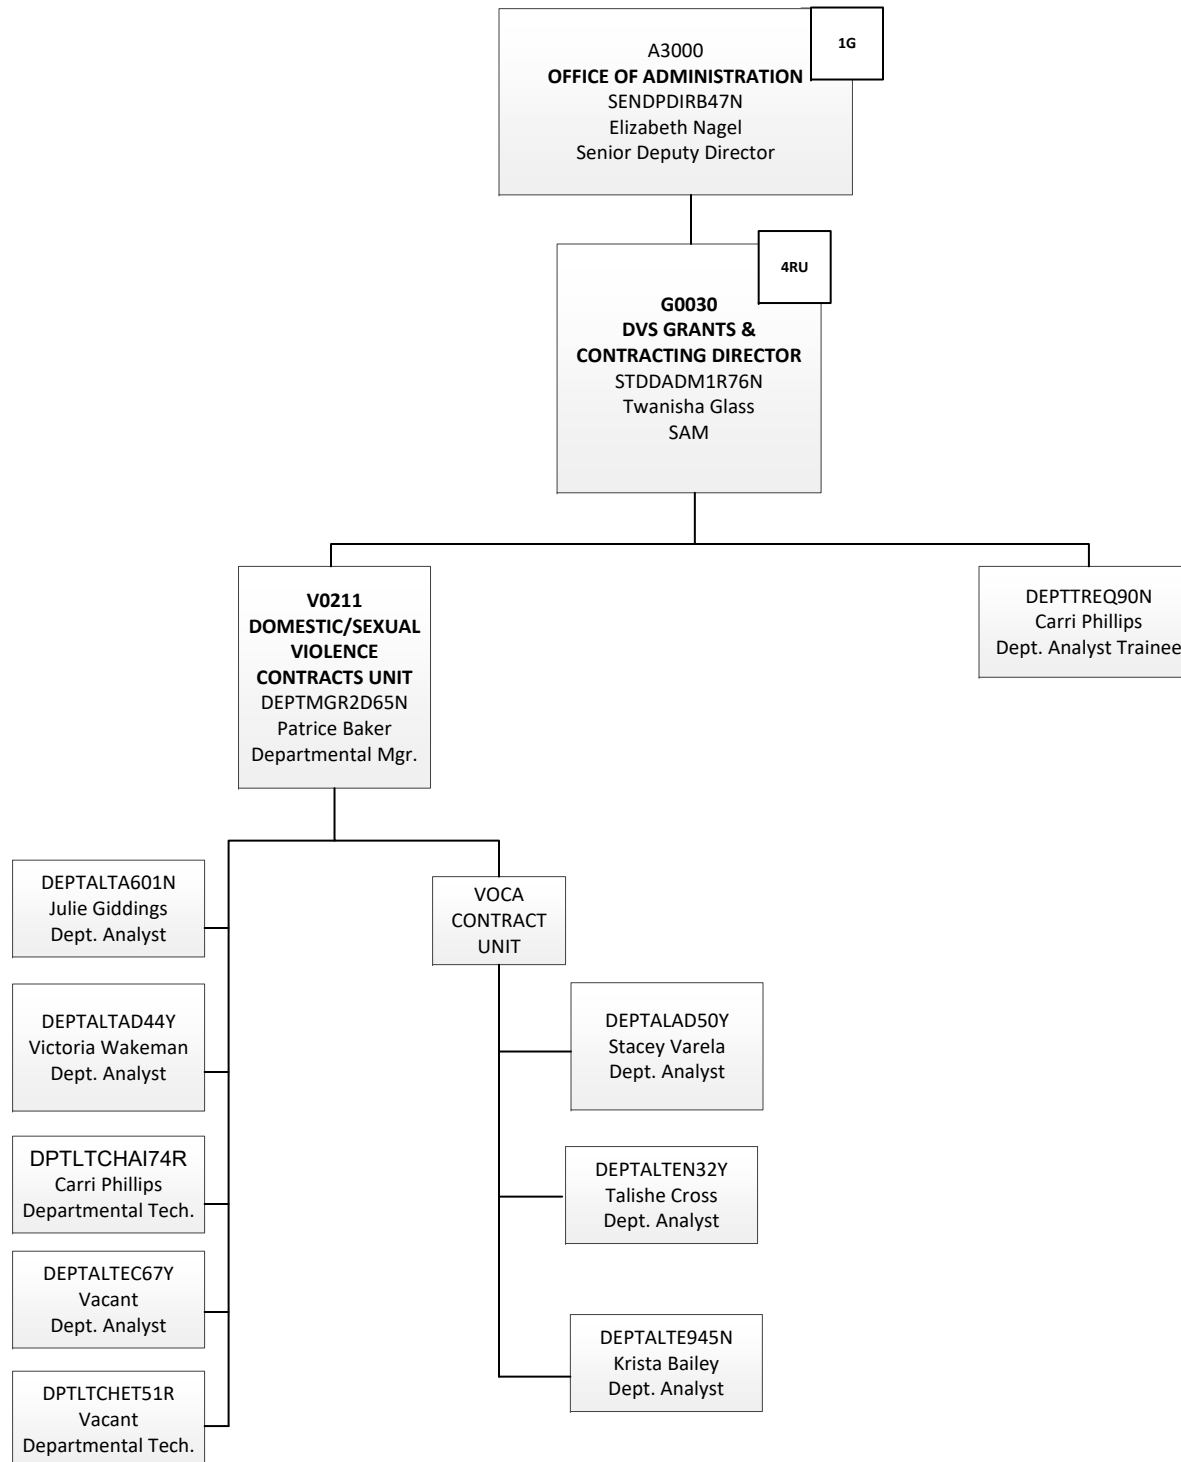 1G
A3000
OFFICE OF ADMINISTRATION
SENDPDIRB47N
Elizabeth Nagel
Senior Deputy Director
4RU
G0030
DVS GRANTS &
CONTRACTING DIRECTOR
STDDADM1R76N
Twanisha Glass
SAM
V0211
DOMESTIC/SEXUAL
VIOLENCE
CONTRACTS UNIT
DEPTMGR2D65N
Patrice Baker
Departmental Mgr.
DEPTTREQ90N
Carri Phillips
Dept. Analyst Trainee
DEPTALTA601N
Julie Giddings
Dept. Analyst
DEPTALTAD44Y
Victoria Wakeman
Dept. Analyst
DPTLTCHAI74R
Carri Phillips
Departmental Tech.
DEPTALTEC67Y
Vacant
Dept. Analyst
DPTLTCHET51R
Vacant
Departmental Tech.
VOCA
CONTRACT
UNIT
DEPTALAD50Y
Stacey Varela
Dept. Analyst
DEPTALTEN32Y
Talishe Cross
Dept. Analyst
DEPTALTE945N
Krista Bailey
Dept. Analyst